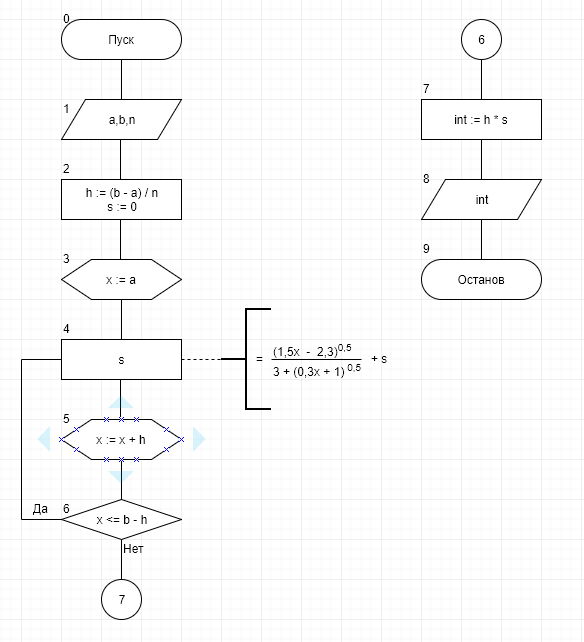 0
Пуск
1
a,b,n
2
h := (b - a) / n
s := 0
3
x := a
4
s
= (1,5x - 2,3)^0,5 / 3 + (0,3x + 1)^0,5 + s
5
x := x + h
Да
6
x <= b - h
Нет
7
6
7
int := h * s
8
int
9
Останов